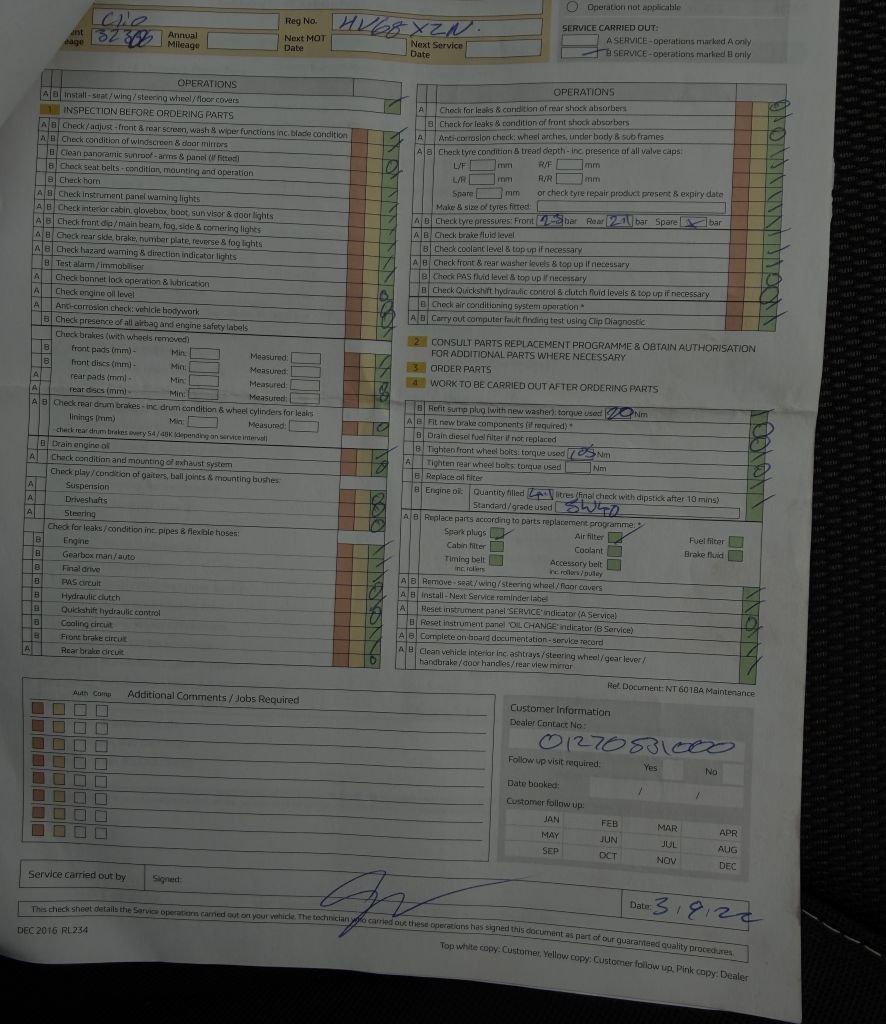 Operation not applicable
Clio
Reg No.
HV68 XZN.
Annual Mileage
Next MOT Date
Next Service Date
SERVICE CARRIED OUT:
A SERVICE - operations marked A only
B SERVICE - operations marked B only
OPERATIONS
A B Install - seat / wing / steering wheel / floor covers
1 INSPECTION BEFORE ORDERING PARTS
A B Check / adjust - front & rear screen, wash & wiper functions inc. blade condition
A B Check condition of windscreen & door mirrors
B Clean panoramic sunroof - arms & panel (if fitted)
B Check seat belts - condition, mounting and operation
B Check horn
A B Check instrument panel warning lights
A B Check interior cabin, glovebox, boot, sun visor & door lights
A B Check front dip / main beam, fog, side & cornering lights
A B Check rear side, brake, number plate, reverse & fog lights
A B Check hazard warning & direction indicator lights
B Test alarm / immobiliser
A Check bonnet lock operation & lubrication
A Check engine oil level
A Anti-corrosion check: vehicle bodywork
B Check presence of all airbag and engine safety labels
Check brakes (with wheels removed)
B front pads (mm) - Min: Measured:
B front discs (mm) - Min: Measured:
A rear pads (mm) - Min: Measured:
A rear discs (mm) - Min: Measured:
A B Check rear drum brakes - inc. drum condition & wheel cylinders for leaks
linings (mm) Min: Measured:
check rear drum brakes every 54 / 48K (depending on service interval)
B Drain engine oil
A Check condition and mounting of exhaust system
Check play / condition of gaiters, ball joints & mounting bushes:
A Suspension
A Driveshafts
A Steering
Check for leaks / condition inc. pipes & flexible hoses:
B Engine
B Gearbox man / auto
B Final drive
B PAS circuit
B Hydraulic clutch
B Quickshift hydraulic control
B Cooling circuit
B Front brake circuit
A Rear brake circuit
OPERATIONS
A Check for leaks & condition of rear shock absorbers
B Check for leaks & condition of front shock absorbers
A Anti-corrosion check: wheel arches, under body & sub frames
A B Check tyre condition & tread depth - inc. presence of all valve caps:
L/F mm R/F mm
L/R mm R/R mm
Spare mm or check tyre repair product present & expiry date
Make & size of tyres fitted:
A B Check tyre pressures: Front 2.3 bar Rear 2.1 bar Spare X bar
A B Check brake fluid level
B Check coolant level & top up if necessary
A B Check front & rear washer levels & top up if necessary
B Check PAS fluid level & top up if necessary
B Check Quickshift hydraulic control & clutch fluid levels & top up if necessary
B Check air conditioning system operation *
A B Carry out computer fault finding test using Clip Diagnostic
2 CONSULT PARTS REPLACEMENT PROGRAMME & OBTAIN AUTHORISATION
FOR ADDITIONAL PARTS WHERE NECESSARY
3 ORDER PARTS
4 WORK TO BE CARRIED OUT AFTER ORDERING PARTS
B Refit sump plug (with new washer): torque used 20 Nm
A B Fit new brake components (if required) *
B Drain diesel fuel filter if not replaced
B Tighten front wheel bolts: torque used 105 Nm
A Tighten rear wheel bolts: torque used Nm
B Replace oil filter
B Engine oil: Quantity filled litres (final check with dipstick after 10 mins)
Standard / grade used 5W40
A B Replace parts according to parts replacement programme: *
Spark plugs Air filter Fuel filter
Cabin filter Coolant Brake fluid
Timing belt Accessory belt
inc. rollers inc. rollers / pulley
A B Remove - seat / wing / steering wheel / floor covers
A B Install - Next Service reminder label
A Reset instrument panel 'SERVICE' indicator (A Service)
B Reset instrument panel 'OIL CHANGE' indicator (B Service)
A B Complete on-board documentation - service record
A B Clean vehicle interior inc. ashtrays / steering wheel / gear lever /
handbrake / door handles / rear view mirror
Ref. Document: NT 6018A Maintenance
Auth Comp Additional Comments / Jobs Required
Customer Information
Dealer Contact No.:
01270 531000
Follow up visit required: Yes No
Date booked: / /
Customer follow up:
JAN FEB MAR APR
MAY JUN JUL AUG
SEP OCT NOV DEC
Service carried out by
Signed:
Date: 3, 9, 22
This check sheet details the Service operations carried out on your vehicle. The technician who carried out these operations has signed this document as part of our guaranteed quality procedures.
DEC 2016 RL234
Top white copy: Customer, Yellow copy: Customer follow up, Pink copy: Dealer